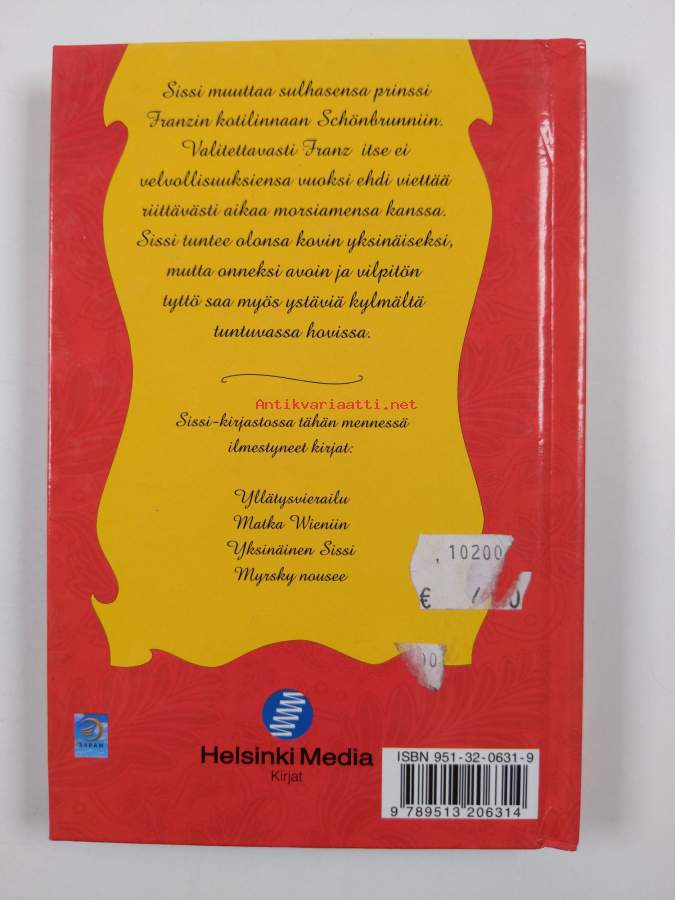 Sissi muuttaa sulhasensa prinssi
Franzin kotilinnaan Schönbrunniin.
Valitettavasti Franz itse ei
velvollisuuksiensa vuoksi ehdi viettää
riittävästi aikaa morsiamensa kanssa.
Sissi tuntee olonsa kovin yksinäiseksi,
mutta onneksi avoin ja vilpitön
tyttö saa myös ystäviä kylmältä
tuntuvassa hovissa.
Antikvariaatti.net
Sissi-kirjastossa tähän mennessä
ilmestyneet kirjat:
Yllätysvierailu
Matka Wieniin
Yksinäinen Sissi
Myrsky nousee
, 10200
€
Helsinki Media
Kirjat
SABAN
ISBN 951-32-0631-9
9 789513 206314